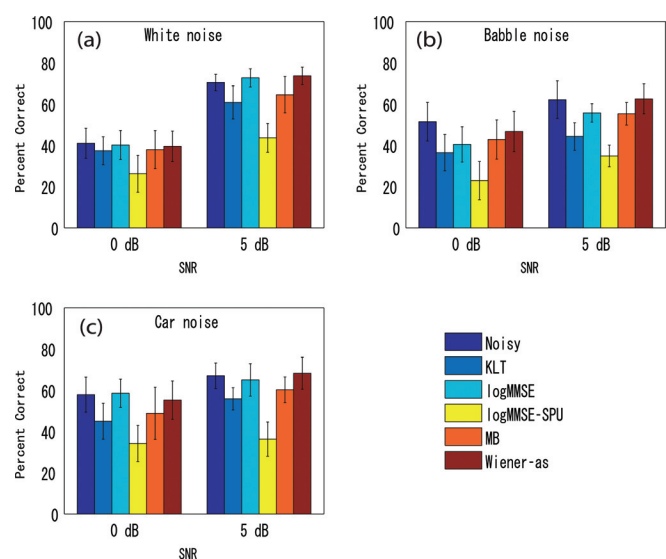 (a) White noise
Percent Correct
100
80
60
40
20
0
0 dB 5 dB
SNR
(b) Babble noise
Percent Correct
100
80
60
40
20
0
0 dB 5 dB
SNR
(c) Car noise
Percent Correct
100
80
60
40
20
0
0 dB 5 dB
SNR
Noisy
KLT
logMMSE
logMMSE-SPU
MB
Wiener-as